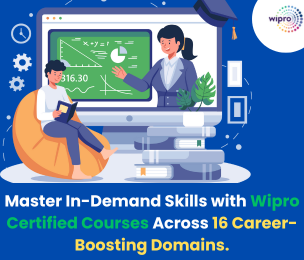 wipro
316.30
Master In-Demand Skills with Wipro
Certified Courses Across 16 Career-
Boosting Domains.